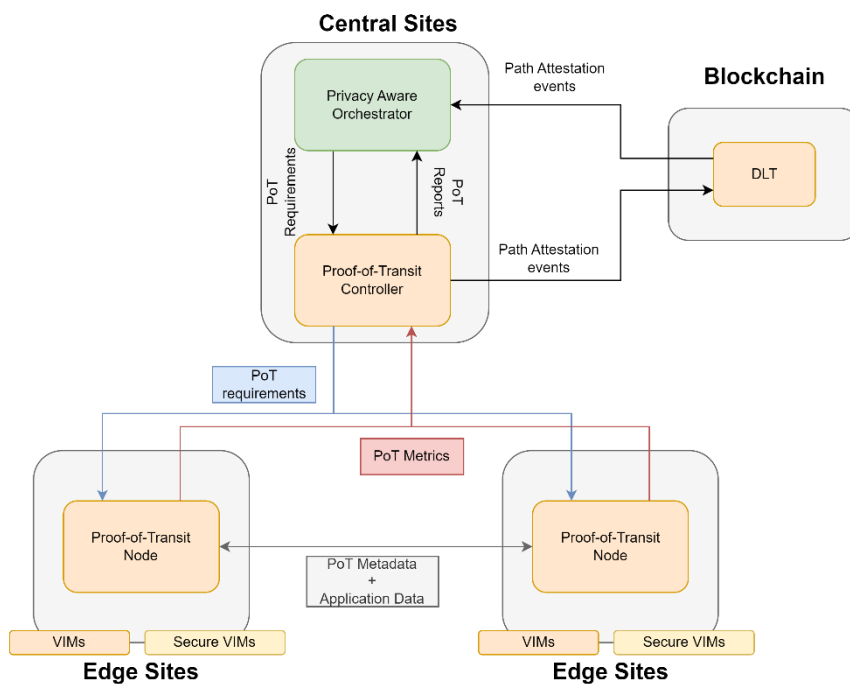 Central Sites
Blockchain
Path Attestation
events
Privacy Aware
Orchestrator
PoT
Requirements
PoT
Reports
DLT
Proof-of-Transit
Controller
Path Attestation
events
PoT
requirements
PoT Metrics
Proof-of-Transit
Node
Proof-of-Transit
Node
PoT Metadata
+
Application Data
VIMs
Secure VIMs
VIMs
Secure VIMs
Edge Sites
Edge Sites